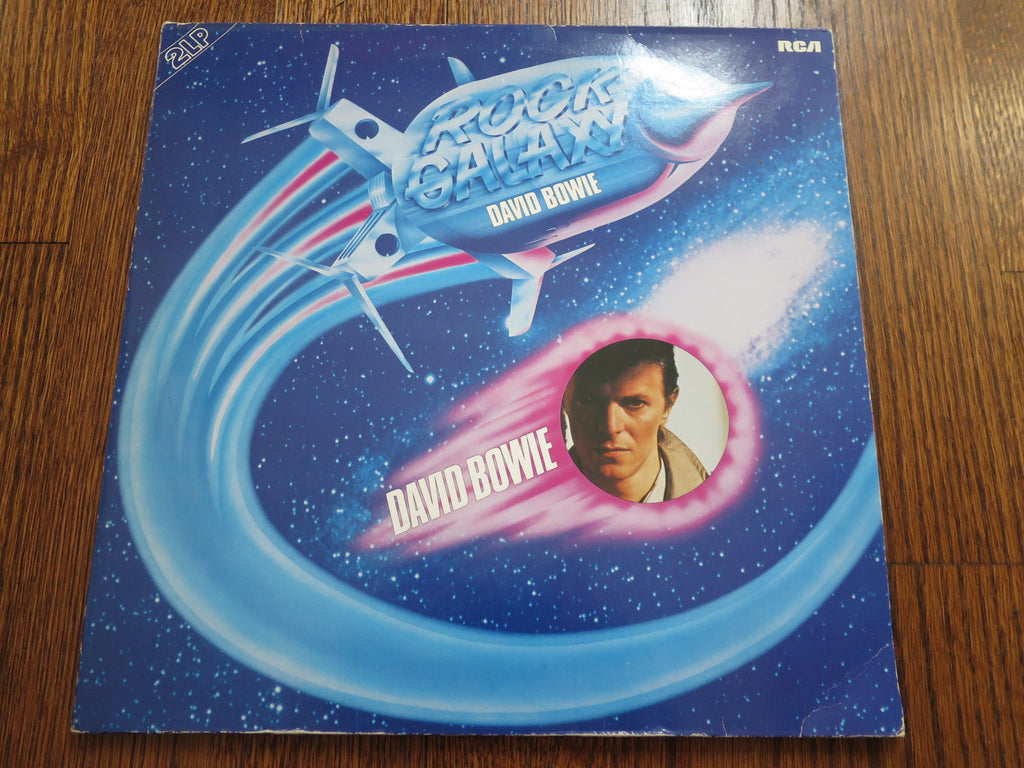 2LP
RCA
ROCK
GALAXY
DAVID BOWIE
DAVID BOWIE